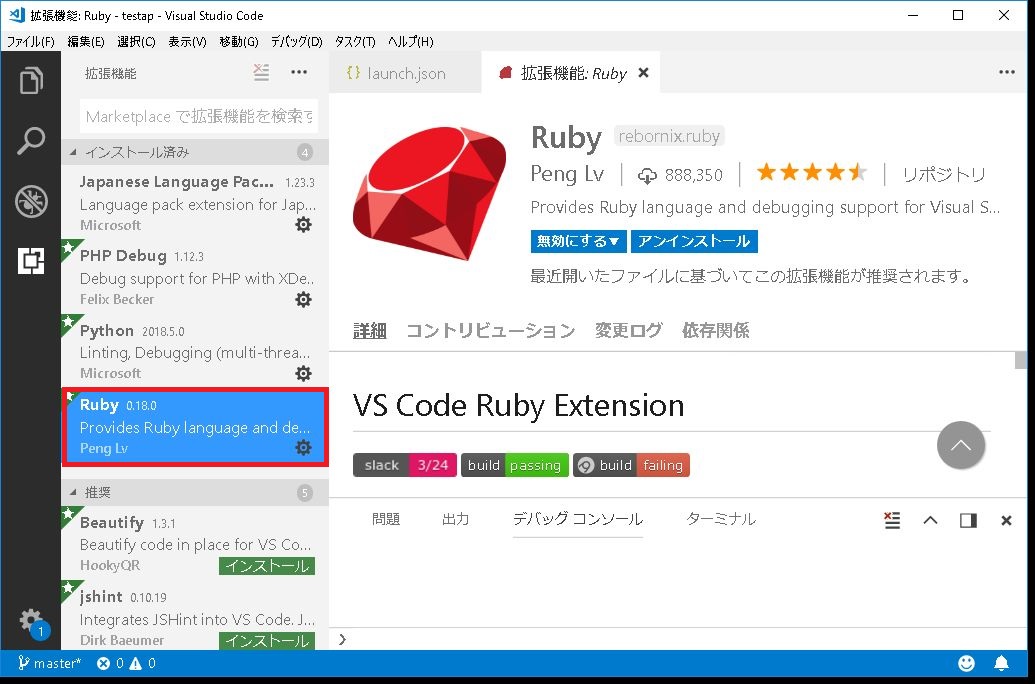 拡張機能: Ruby - testap - Visual Studio Code
ファイル(F) 編集(E) 選択(C) 表示(V) 移動(G) デバッグ(D) タスク(T) ヘルプ(H)
拡張機能
Marketplace で拡張機能を検索す
インストール済み 4
Japanese Language Pac... 1.23.3
Language pack extension for Jap...
Microsoft
PHP Debug 1.12.3
Debug support for PHP with XDe...
Felix Becker
Python 2018.5.0
Linting, Debugging (multi-threa...
Microsoft
Ruby 0.18.0
Provides Ruby language and de...
Peng Lv
推奨 5
Beautify 1.3.1
Beautify code in place for VS Co...
HookyQR インストール
jshint 0.10.19
Integrates JSHint into VS Code. J...
Dirk Baeumer インストール
1
{} launch.json 拡張機能: Ruby
Ruby rebornix.ruby
Peng Lv 888,350 リポジトリ
Provides Ruby language and debugging support for Visual S...
無効にする▼ アンインストール
最近開いたファイルに基づいてこの拡張機能が推奨されます。
詳細 コントリビューション 変更ログ 依存関係
VS Code Ruby Extension
slack 3/24 build passing build failing
問題 出力 デバッグ コンソール ターミナル
master* 0 0